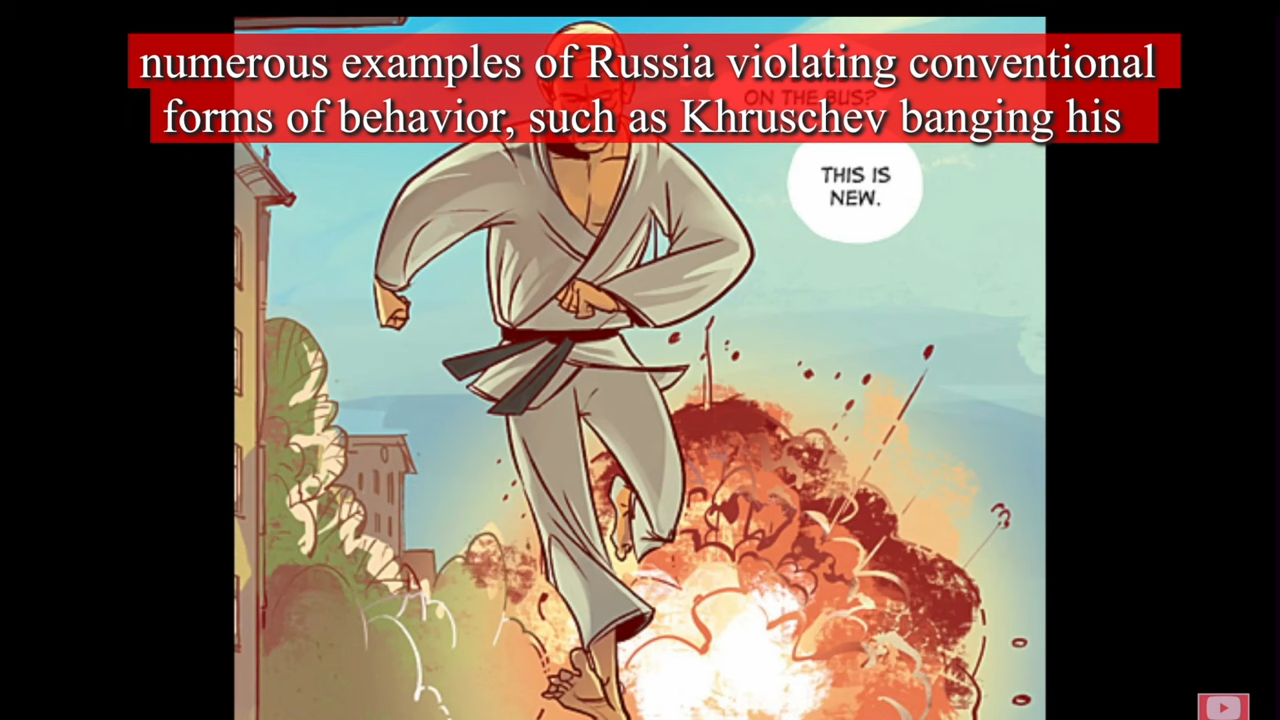 numerous examples of Russia violating conventional
forms of behavior, such as Khruschev banging his
ON THE BUS?
THIS IS
NEW.